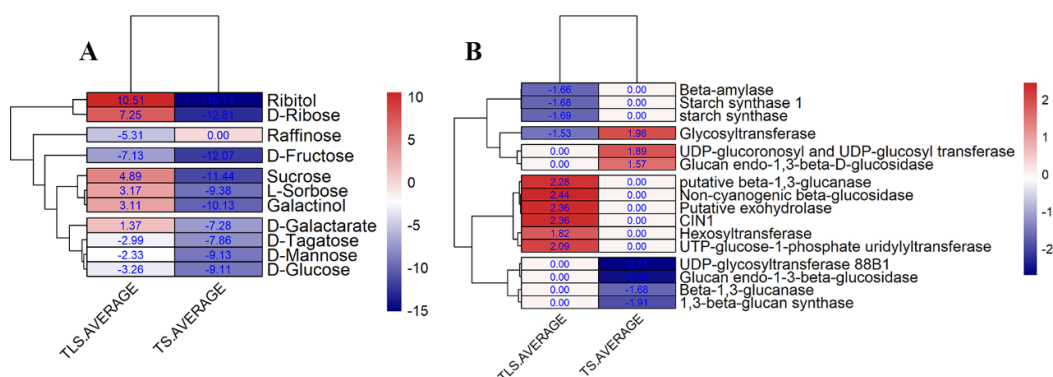 A
10.51 Ribitol
7.25 -12.81 D-Ribose
-5.31 0.00 Raffinose
-7.13 -12.07 D-Fructose
4.89 -11.44 Sucrose
3.17 -9.38 L-Sorbose
3.11 -10.13 Galactinol
1.37 -7.28 D-Galactarate
-2.99 -7.86 D-Tagatose
-2.33 -9.13 D-Mannose
-3.26 -9.11 D-Glucose
TLS.AVERAGE TS.AVERAGE
10
5
0
-5
-10
-15
B
-1.66 0.00 Beta-amylase
-1.68 0.00 Starch synthase 1
-1.69 0.00 starch synthase
-1.53 1.98 Glycosyltransferase
0.00 1.89 UDP-glucoronosyl and UDP-glucosyl transferase
0.00 1.57 Glucan endo-1,3-beta-D-glucosidase
2.28 0.00 putative beta-1,3-glucanase
2.44 0.00 Non-cyanogenic beta-glucosidase
2.36 0.00 Putative exohydrolase
2.36 0.00 CIN1
1.82 0.00 Hexosyltransferase
2.09 0.00 UTP-glucose-1-phosphate uridylyltransferase
0.00 UDP-glycosyltransferase 88B1
0.00 Glucan endo-1-3-beta-glucosidase
0.00 -1.68 Beta-1,3-glucanase
0.00 -1.91 1,3-beta-glucan synthase
TLS.AVERAGE TS.AVERAGE
2
1
0
-1
-2